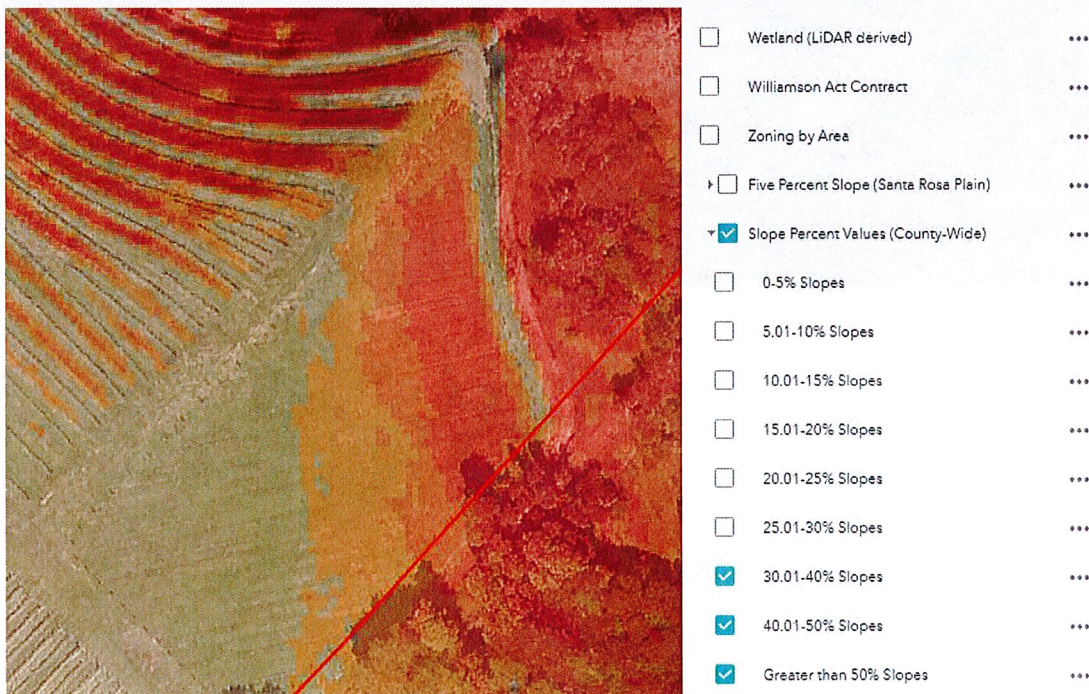 Wetland (LiDAR derived)
Williamson Act Contract
Zoning by Area
Five Percent Slope (Santa Rosa Plain)
Slope Percent Values (County-Wide)
0-5% Slopes
5.01-10% Slopes
10.01-15% Slopes
15.01-20% Slopes
20.01-25% Slopes
25.01-30% Slopes
30.01-40% Slopes
40.01-50% Slopes
Greater than 50% Slopes